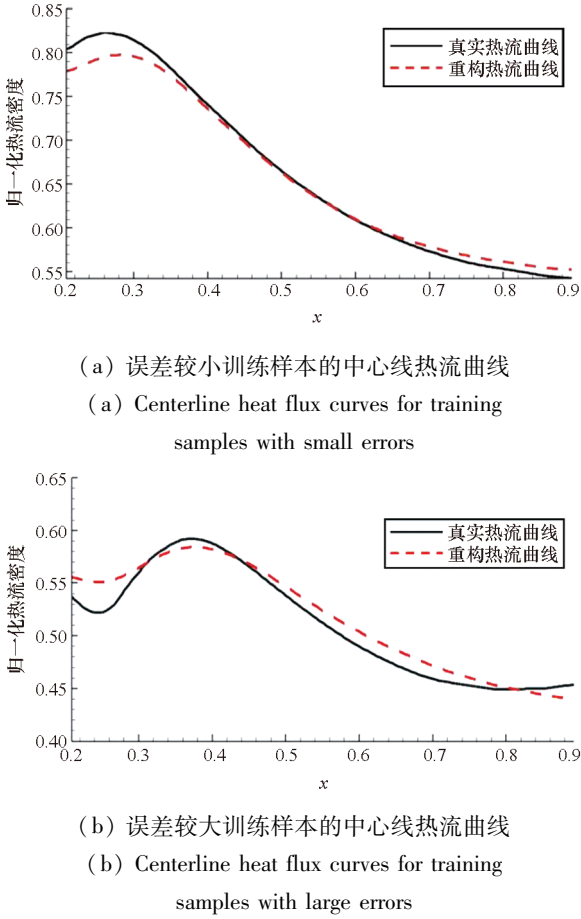 0.85
0.80
0.75
0.70
0.65
0.60
0.55
归一化热流密度
真实热流曲线
重构热流曲线
0.2 0.3 0.4 0.5 0.6 0.7 0.8 0.9
x
(a) 误差较小训练样本的中心线热流曲线
(a) Centerline heat flux curves for training
samples with small errors
0.65
0.60
0.55
0.50
0.45
0.40
归一化热流密度
真实热流曲线
重构热流曲线
0.2 0.3 0.4 0.5 0.6 0.7 0.8 0.9
x
(b) 误差较大训练样本的中心线热流曲线
(b) Centerline heat flux curves for training
samples with large errors